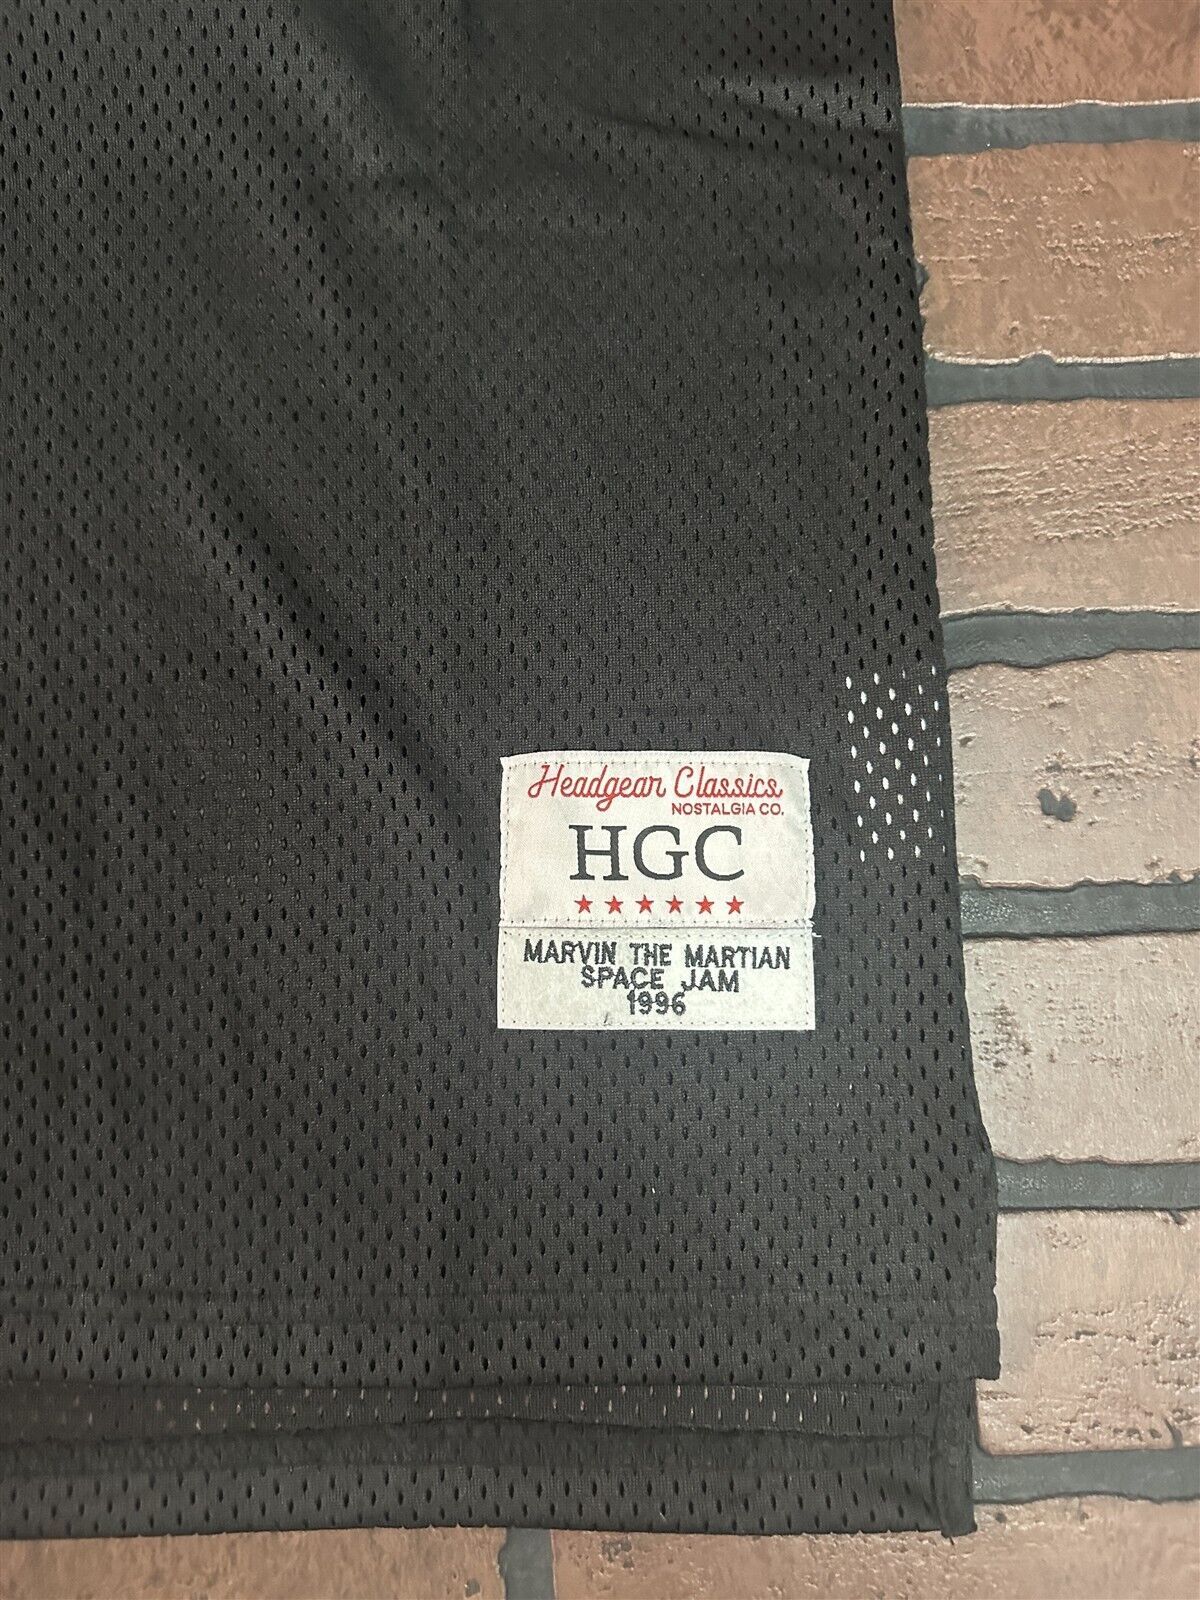 Headgear Classics
NOSTALGIA CO.
HGC
MARVIN THE MARTIAN
SPACE JAM
1996